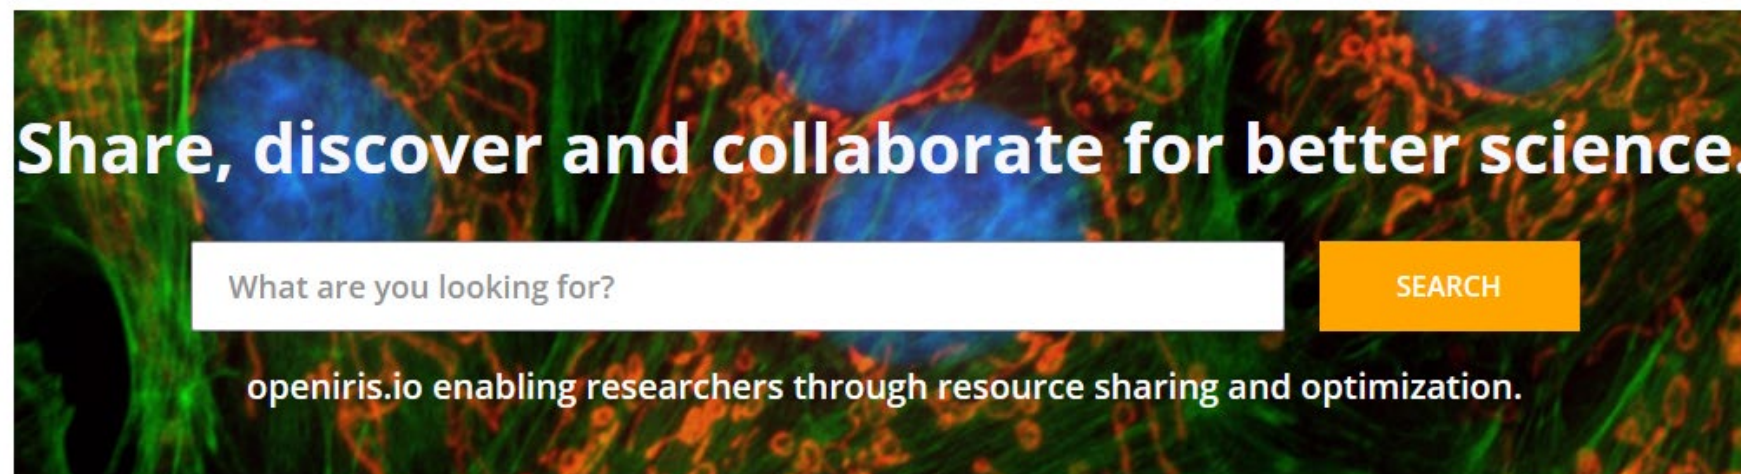 Share, discover and collaborate for better science.
What are you looking for?
SEARCH
openiris.io enabling researchers through resource sharing and optimization.